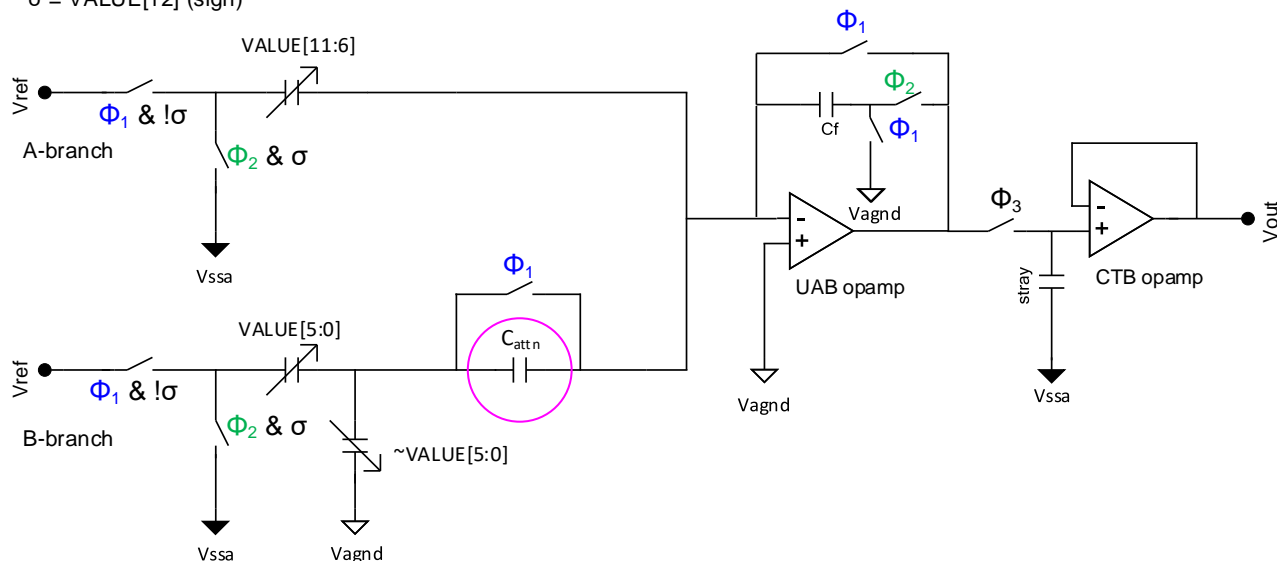 σ = VALUE[12] (sign)
Φ1
VALUE[11:6]
Vref
Φ2
Φ1 & !σ
Cf
Φ1
A-branch
Φ2 & σ
Vagnd
Φ3
-
+
-
+
Vout
Vssa
UAB opamp
stray
CTB opamp
Φ1
VALUE[5:0]
Cattn
Vref
Φ1 & !σ
Vagnd
Vssa
Φ2 & σ
B-branch
~VALUE[5:0]
Vssa
Vagnd